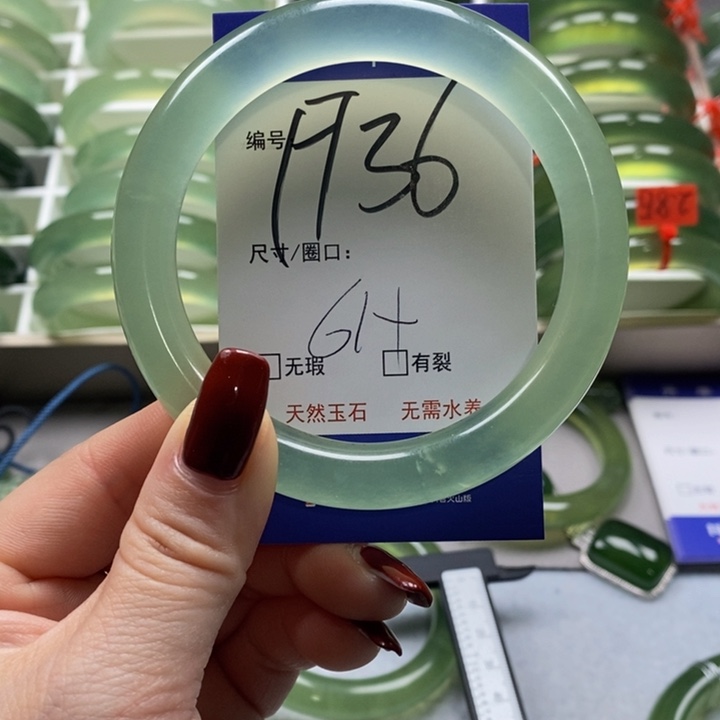 编号 1736
尺寸/圈口：
61+
无瑕 有裂
天然玉石 无需水养